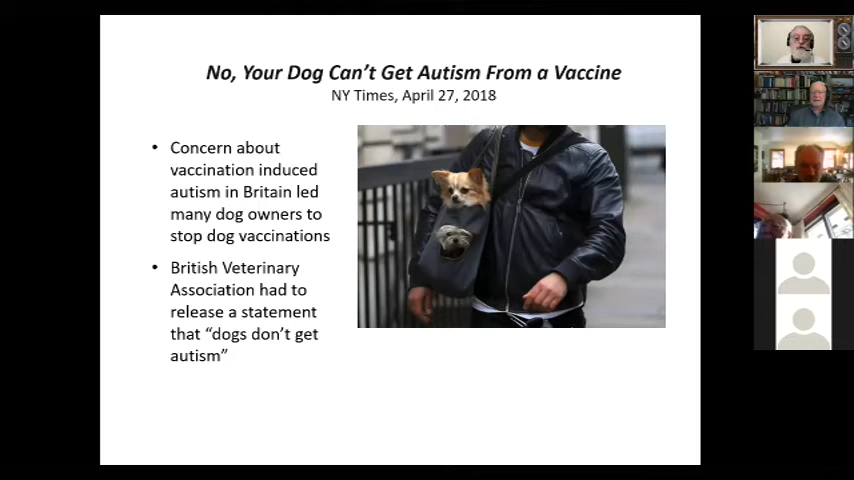 No, Your Dog Can't Get Autism From a Vaccine
NY Times, April 27, 2018
• Concern about
vaccination induced
autism in Britain led
many dog owners to
stop dog vaccinations
• British Veterinary
Association had to
release a statement
that “dogs don't get
autism”